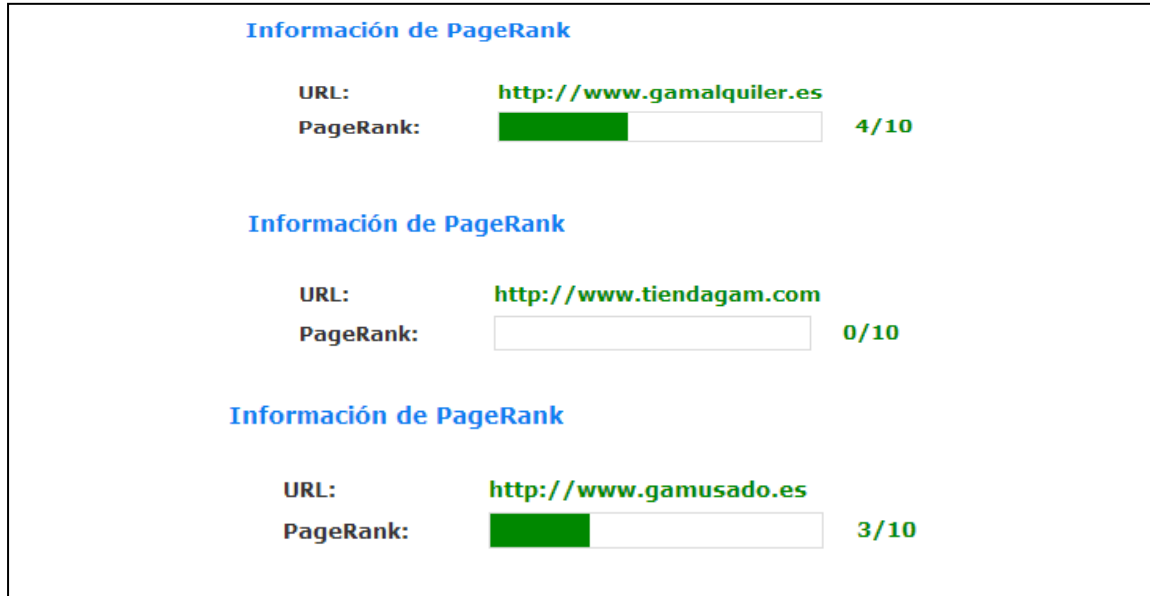 Información de PageRank
URL: http://www.gamalquiler.es
PageRank: 4/10
Información de PageRank
URL: http://www.tiendagam.com
PageRank: 0/10
Información de PageRank
URL: http://www.gamusado.es
PageRank: 3/10